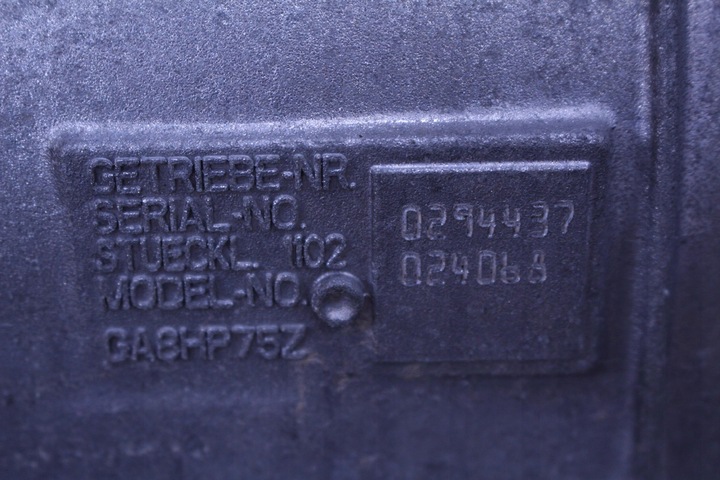 GETRIEBE-NR.
SERIAL-NO. 0294437
STUECKL. 1102
MODEL-NO. 024068
GA8HP75Z